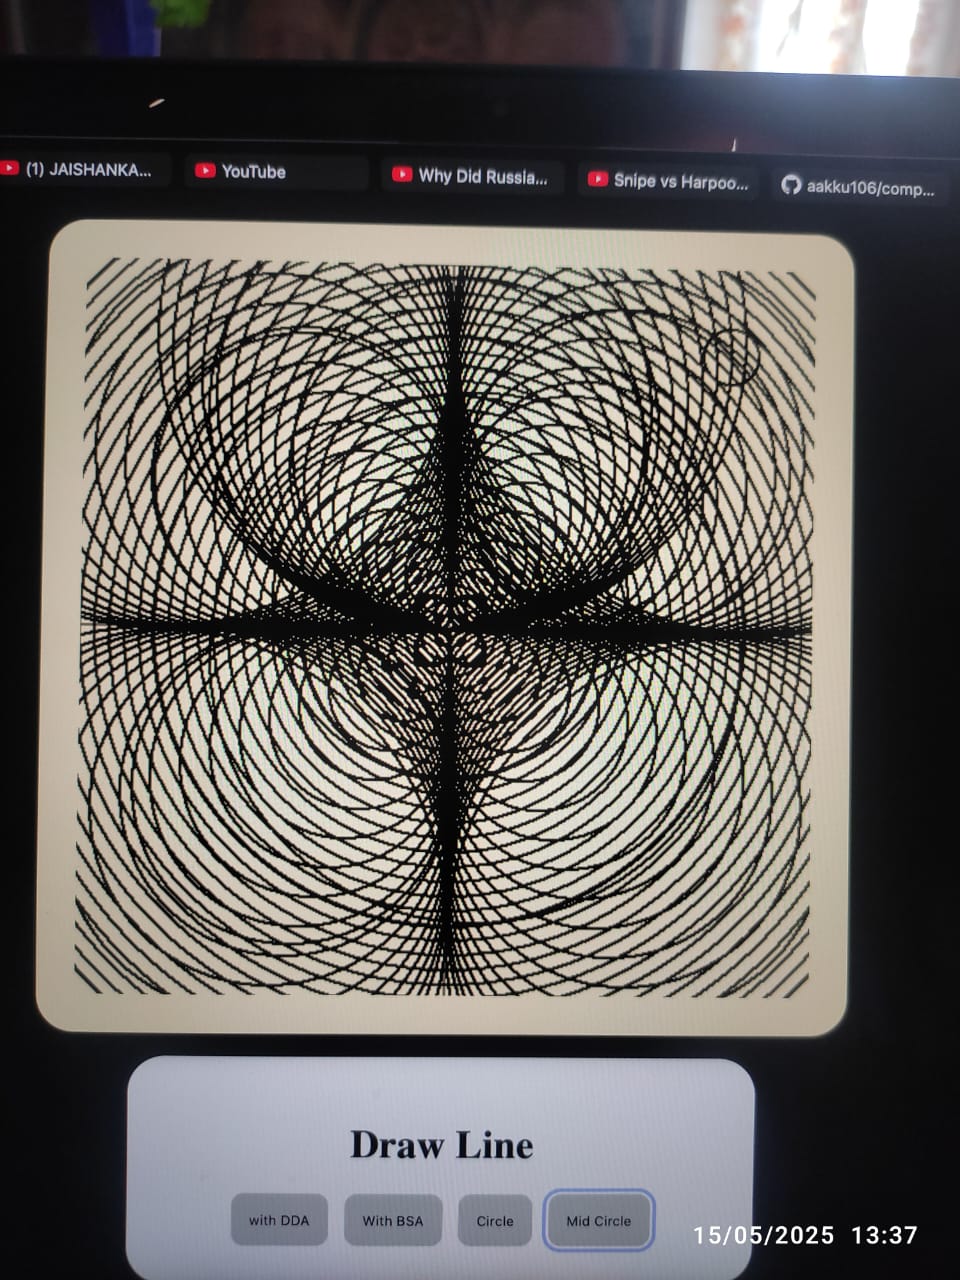 (1) JAISHANKA...
YouTube
Why Did Russia...
Snipe vs Harpoo...
aakku106/comp...
Draw Line
with DDA
With BSA
Circle
Mid Circle
15/05/2025 13:37